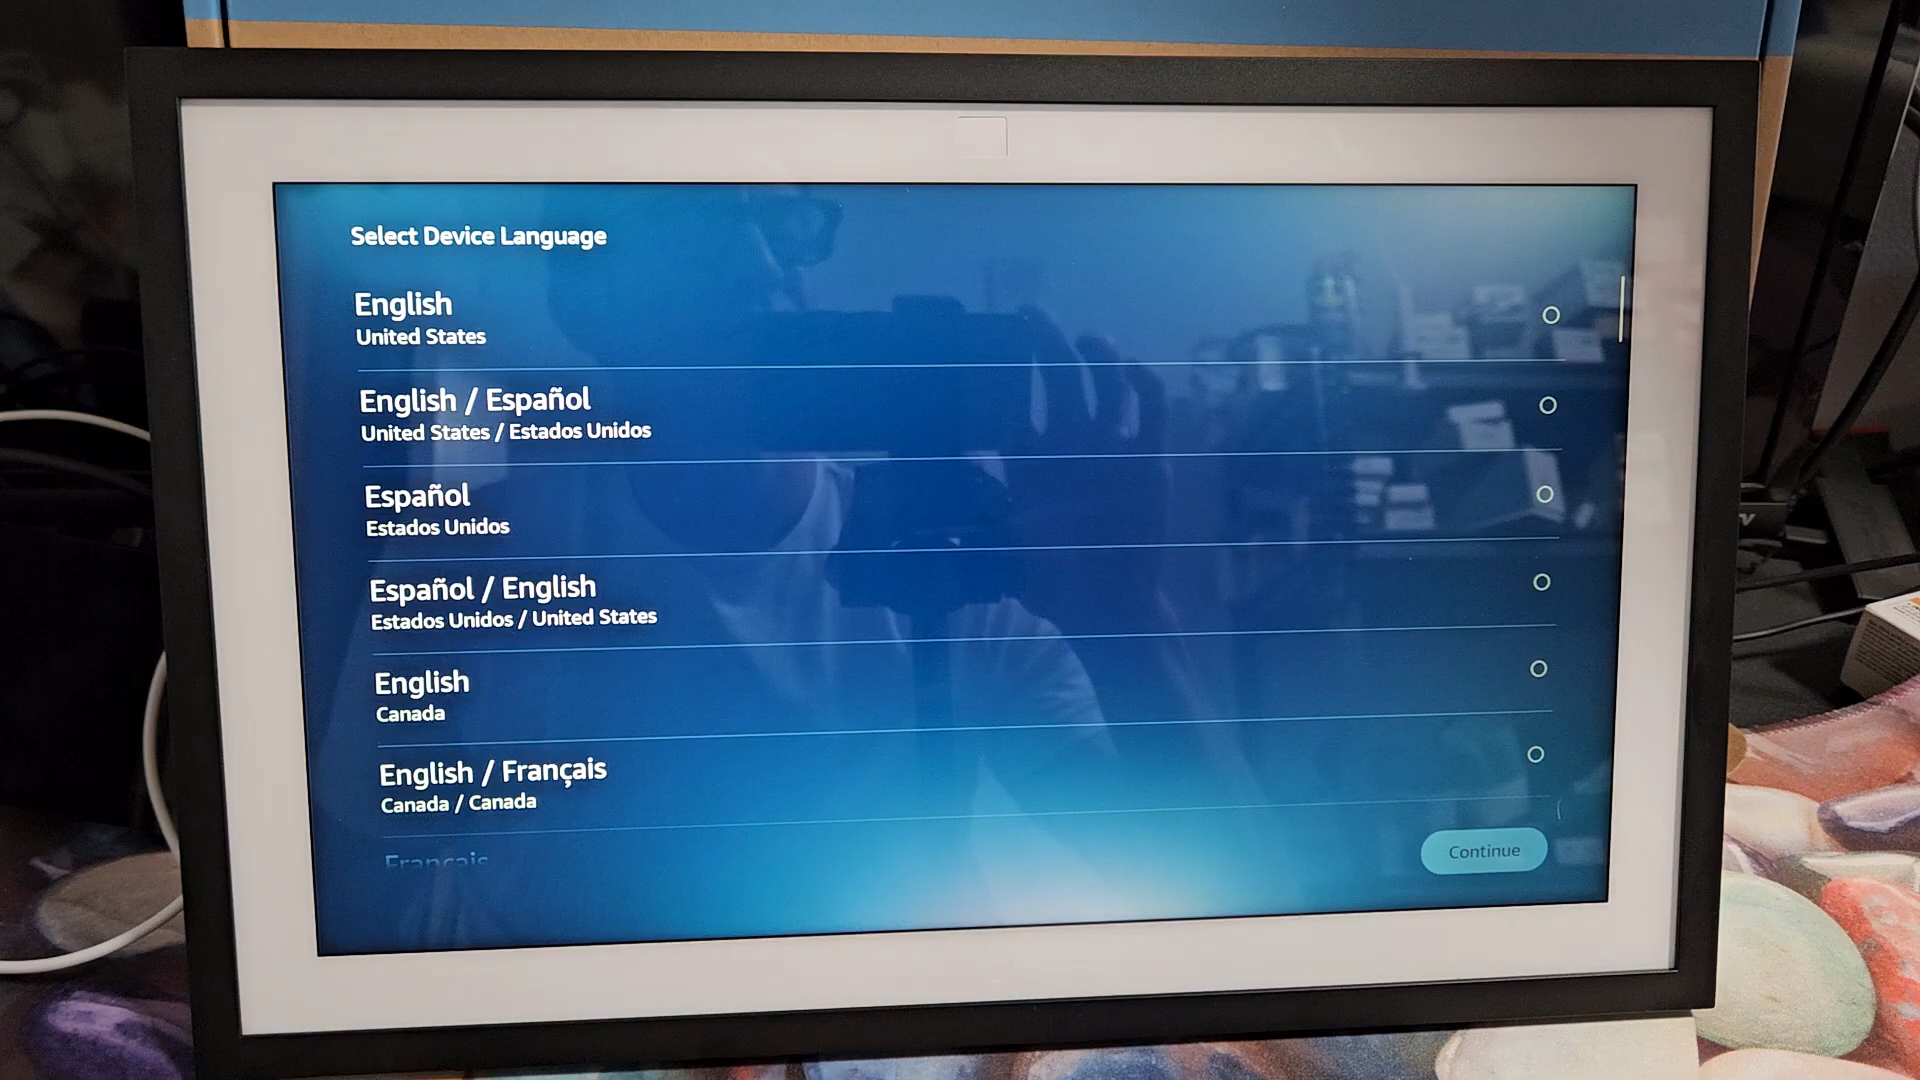 Select Device Language
English
United States
English / Español
United States / Estados Unidos
Español
Estados Unidos
Español / English
Estados Unidos / United States
English
Canada
English / Français
Canada / Canada
Français
Continue